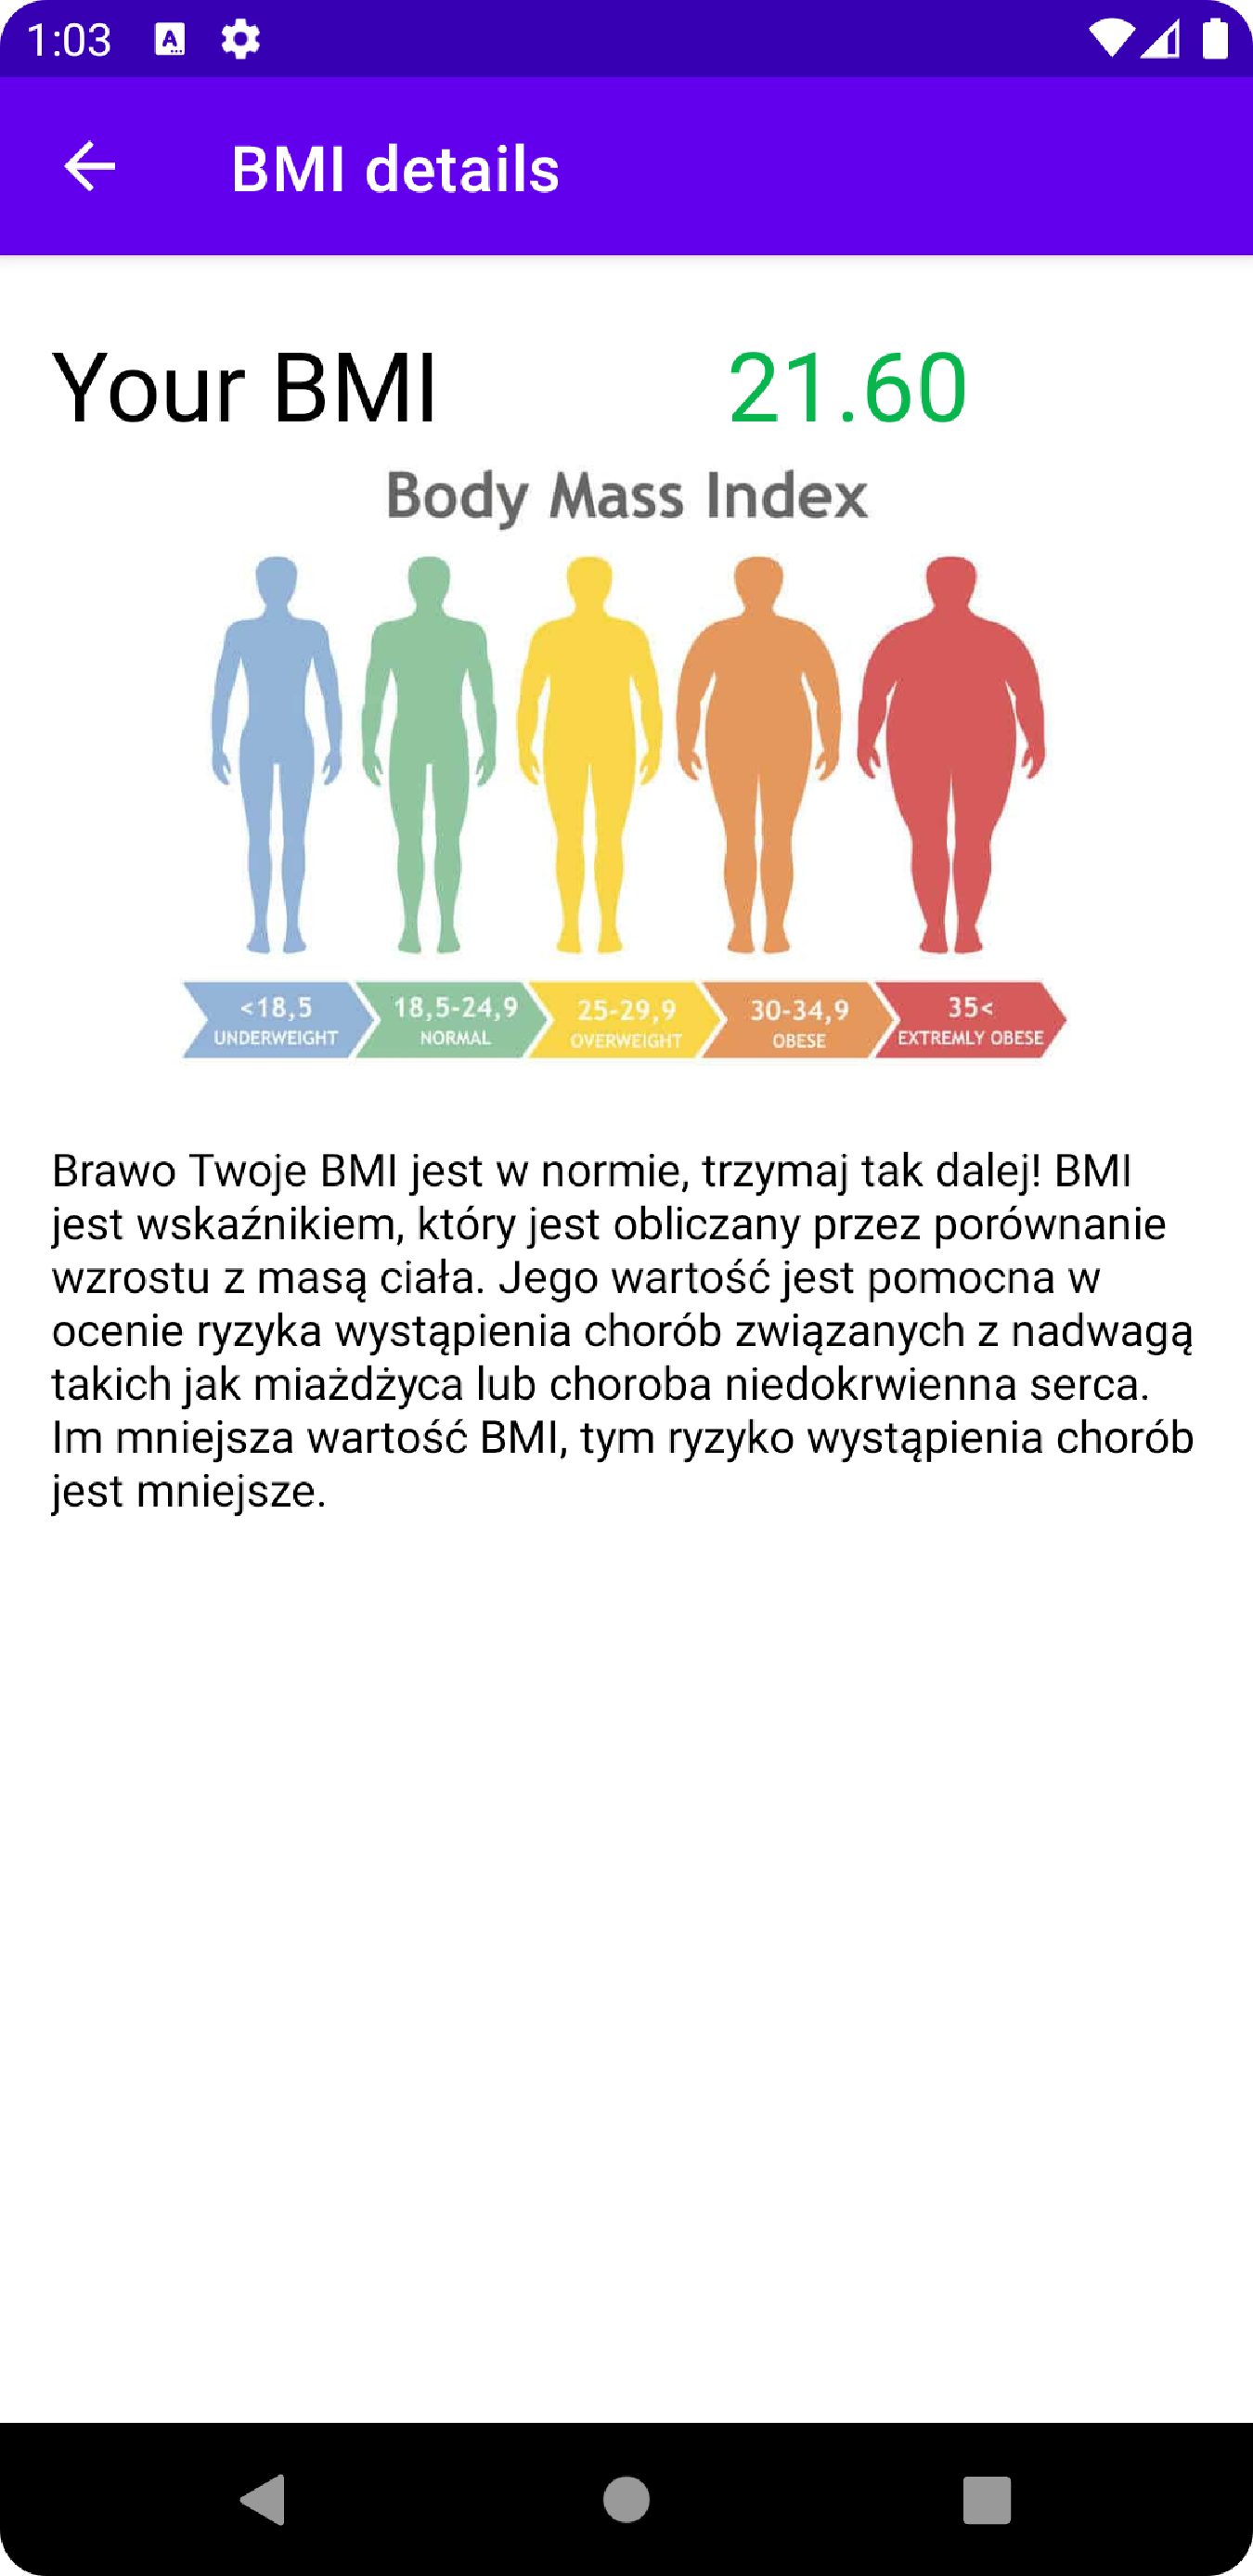 1:03
BMI details
Your BMI 21.60
Body Mass Index
<18,5 18,5-24,9 25-29,9 30-34,9 35<
UNDERWEIGHT NORMAL OVERWEIGHT OBESE EXTREMLY OBESE
Brawo Twoje BMI jest w normie, trzymaj tak dalej! BMI
jest wskaźnikiem, który jest obliczany przez porównanie
wzrostu z masą ciała. Jego wartość jest pomocna w
ocenie ryzyka wystąpienia chorób związanych z nadwagą
takich jak miażdżyca lub choroba niedokrwienna serca.
Im mniejsza wartość BMI, tym ryzyko wystąpienia chorób
jest mniejsze.